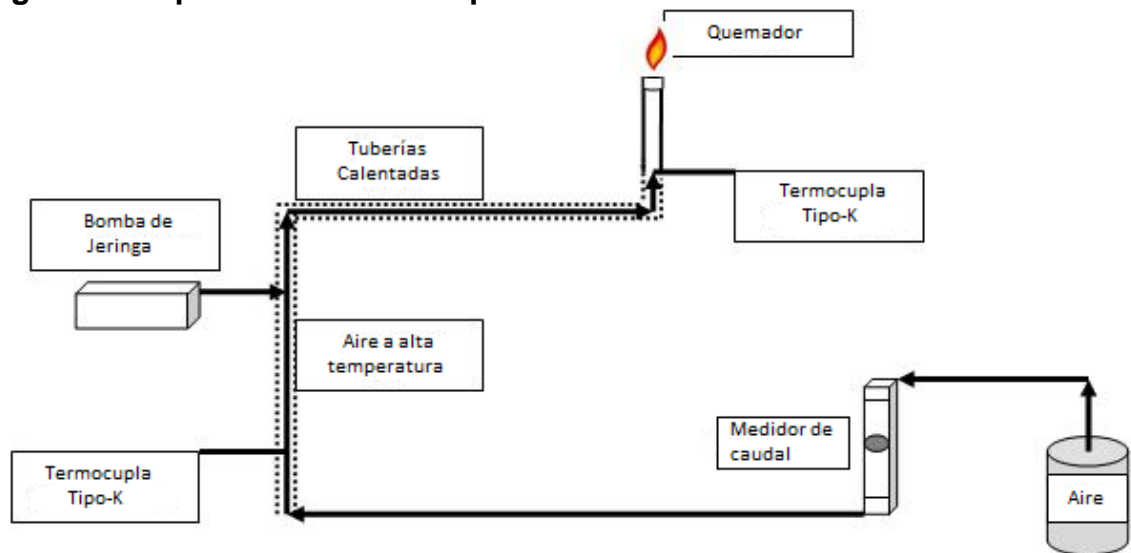 Quemador
Tuberías
Calentadas
Termocupla
Tipo-K
Bomba de
Jeringa
Aire a alta
temperatura
Medidor de
caudal
Termocupla
Tipo-K
Aire